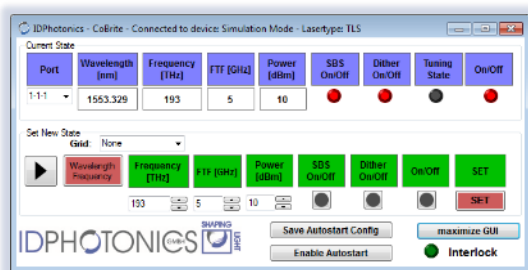 IDPhotonics - CoBrite - Connected to device: Simulation Mode - Lasertype: TLS
Current State
Port Wavelength [nm] Frequency [THz] FTF [GHz] Power [dBm] SBS On/Off Dither On/Off Tuning State On/Off
1-1-1 1553.329 193 5 10
Set New State
Grid: None
Wavelength Frequency Frequency [THz] FTF [GHz] Power [dBm] SBS On/Off Dither On/Off On/Off SET
193 5 10 SET
IDPHOTONICS GMBH SHAPING LIGHT
Save Autostart Config maximize GUI
Enable Autostart Interlock